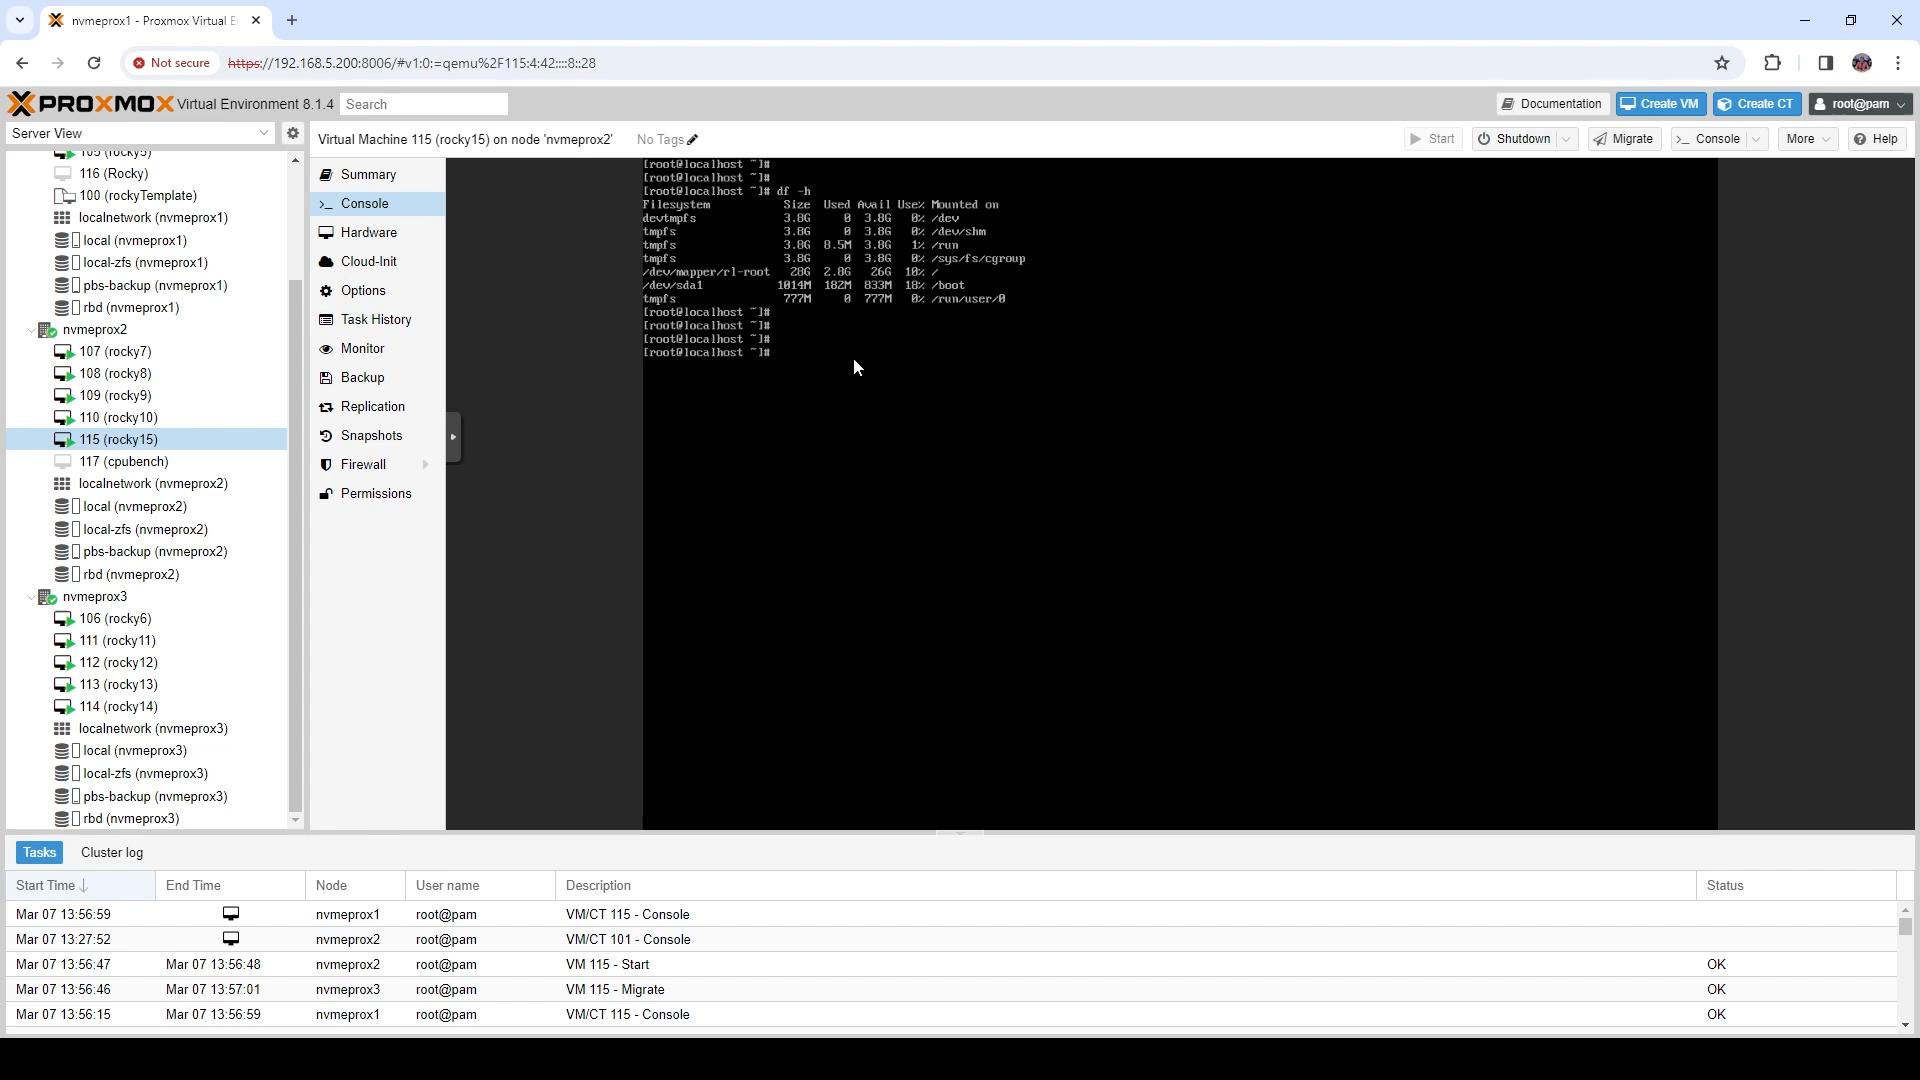 nvmeprox1 - Proxmox Virtual E
Not secure
https://192.168.5.200:8006/#v1:0:=qemu%2F115:4:42::::8::28
PROXMOX Virtual Environment 8.1.4
Search
Documentation
Create VM
Create CT
root@pam
Server View
Virtual Machine 115 (rocky15) on node 'nvmeprox2'
No Tags
Start
Shutdown
Migrate
Console
More
Help
105 (rocky5)
116 (Rocky)
100 (rockyTemplate)
localnetwork (nvmeprox1)
local (nvmeprox1)
local-zfs (nvmeprox1)
pbs-backup (nvmeprox1)
rbd (nvmeprox1)
nvmeprox2
107 (rocky7)
108 (rocky8)
109 (rocky9)
110 (rocky10)
115 (rocky15)
117 (cpubench)
localnetwork (nvmeprox2)
local (nvmeprox2)
local-zfs (nvmeprox2)
pbs-backup (nvmeprox2)
rbd (nvmeprox2)
nvmeprox3
106 (rocky6)
111 (rocky11)
112 (rocky12)
113 (rocky13)
114 (rocky14)
localnetwork (nvmeprox3)
local (nvmeprox3)
local-zfs (nvmeprox3)
pbs-backup (nvmeprox3)
rbd (nvmeprox3)
Summary
Console
Hardware
Cloud-Init
Options
Task History
Monitor
Backup
Replication
Snapshots
Firewall
Permissions
[root@localhost ~]#
[root@localhost ~]#
[root@localhost ~]# df -h
Filesystem Size Used Avail Use% Mounted on
devtmpfs 3.8G 0 3.8G 0% /dev
tmpfs 3.8G 0 3.8G 0% /dev/shm
tmpfs 3.8G 8.5M 3.8G 1% /run
tmpfs 3.8G 0 3.8G 0% /sys/fs/cgroup
/dev/mapper/rl-root 28G 2.8G 26G 10% /
/dev/sda1 1014M 182M 833M 18% /boot
tmpfs 777M 0 777M 0% /run/user/0
[root@localhost ~]#
[root@localhost ~]#
[root@localhost ~]#
[root@localhost ~]#
Tasks
Cluster log
Start Time End Time Node User name Description Status
Mar 07 13:56:59 nvmeprox1 root@pam VM/CT 115 - Console
Mar 07 13:27:52 nvmeprox2 root@pam VM/CT 101 - Console
Mar 07 13:56:47 Mar 07 13:56:48 nvmeprox2 root@pam VM 115 - Start OK
Mar 07 13:56:46 Mar 07 13:57:01 nvmeprox3 root@pam VM 115 - Migrate OK
Mar 07 13:56:15 Mar 07 13:56:59 nvmeprox1 root@pam VM/CT 115 - Console OK